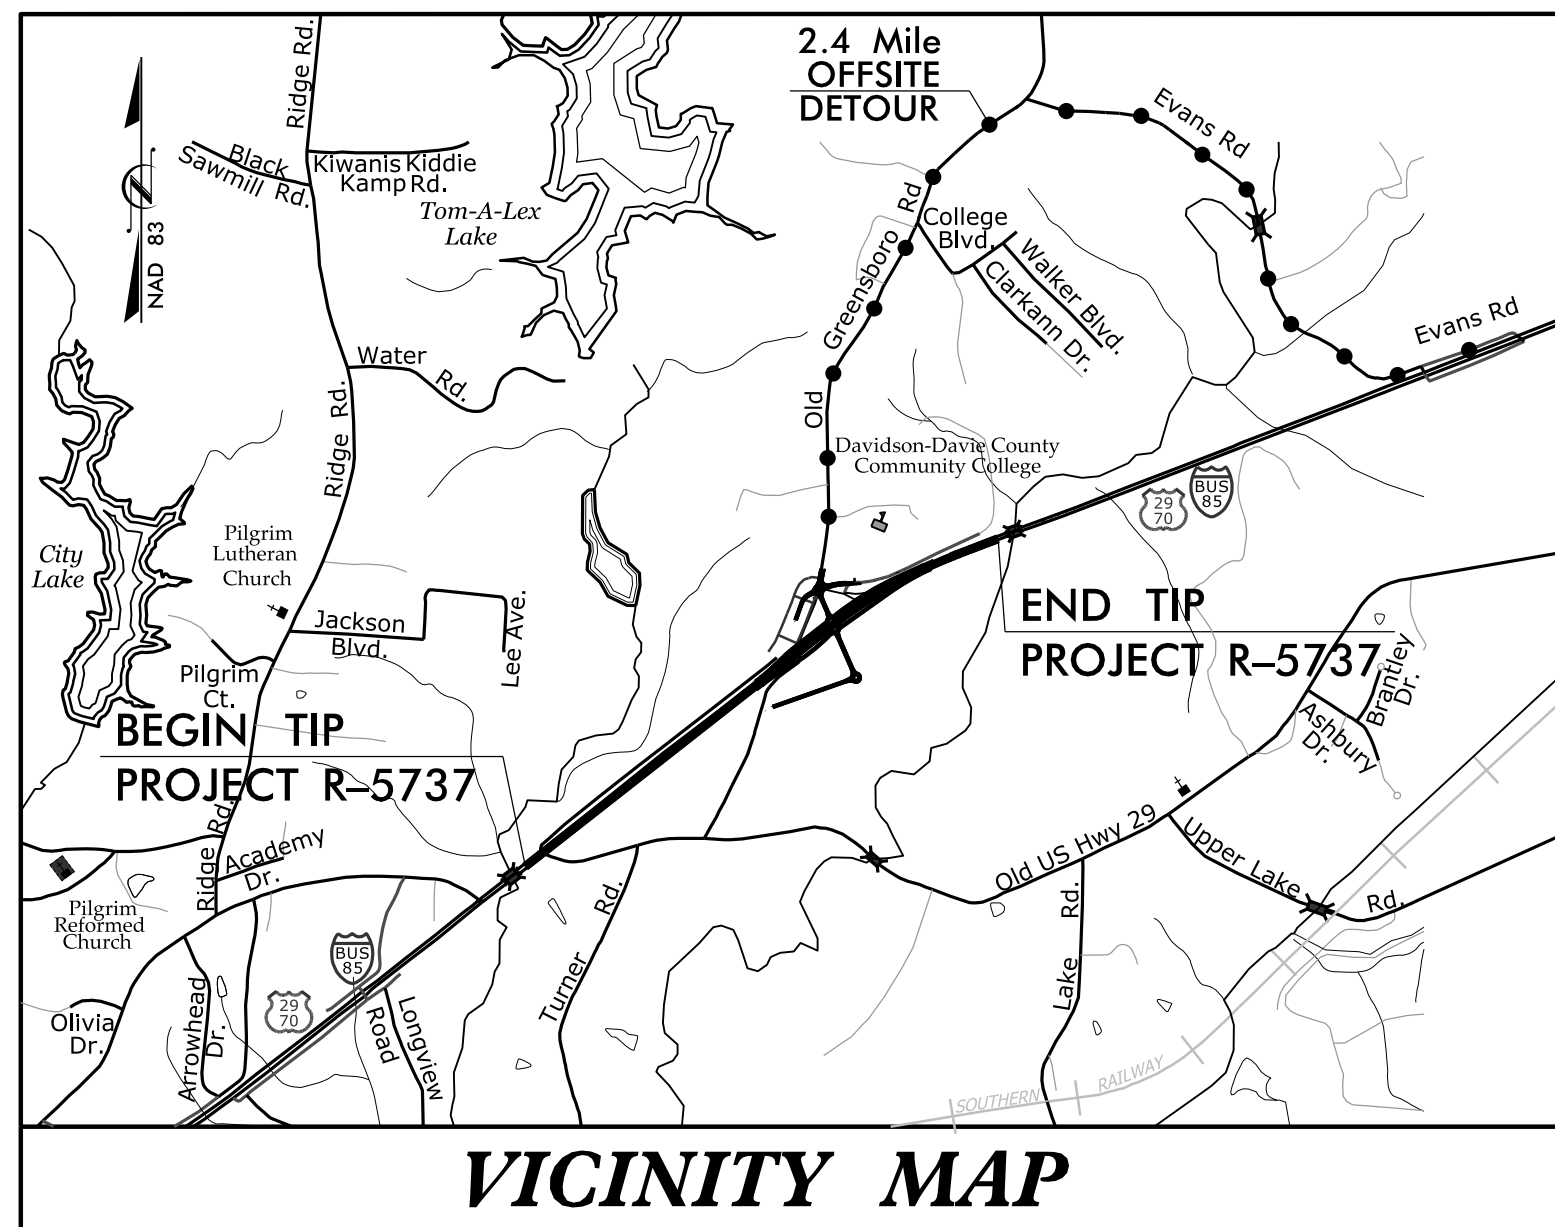 2.4 Mile
OFFSITE
DETOUR
Ridge Rd.
Evans Rd
Black
Sawmill Rd.
Kiwanis Kiddie
Kamp Rd.
Tom-A-Lex
Lake
NAD 83
N
College
Blvd.
Walker Blvd.
Clarkann Dr.
Old Greensboro Rd
Evans Rd
Water Rd.
Ridge Rd.
Davidson-Davie County
Community College
29
70
BUS
85
City
Lake
Pilgrim
Lutheran
Church
Jackson
Blvd.
Lee Ave.
END TIP
PROJECT R-5737
Pilgrim
Ct.
Brantley
Dr.
Ashbury
Dr.
BEGIN TIP
PROJECT R-5737
Ridge Rd.
Academy
Dr.
Old US Hwy 29
Upper Lake Rd.
Pilgrim
Reformed
Church
BUS
85
29
70
Turner Rd.
Lake Rd.
Olivia
Dr.
Arrowhead
Dr.
Longview
Road
SOUTHERN RAILWAY
VICINITY MAP